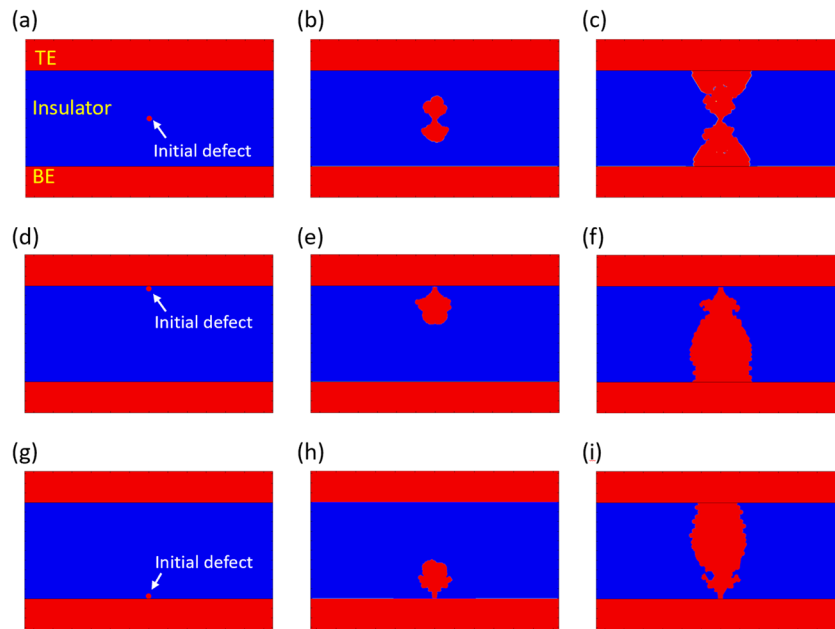 (a)
(b)
(c)
TE
Insulator
Initial defect
BE
(d)
(e)
(f)
Initial defect
(g)
(h)
(i)
Initial defect